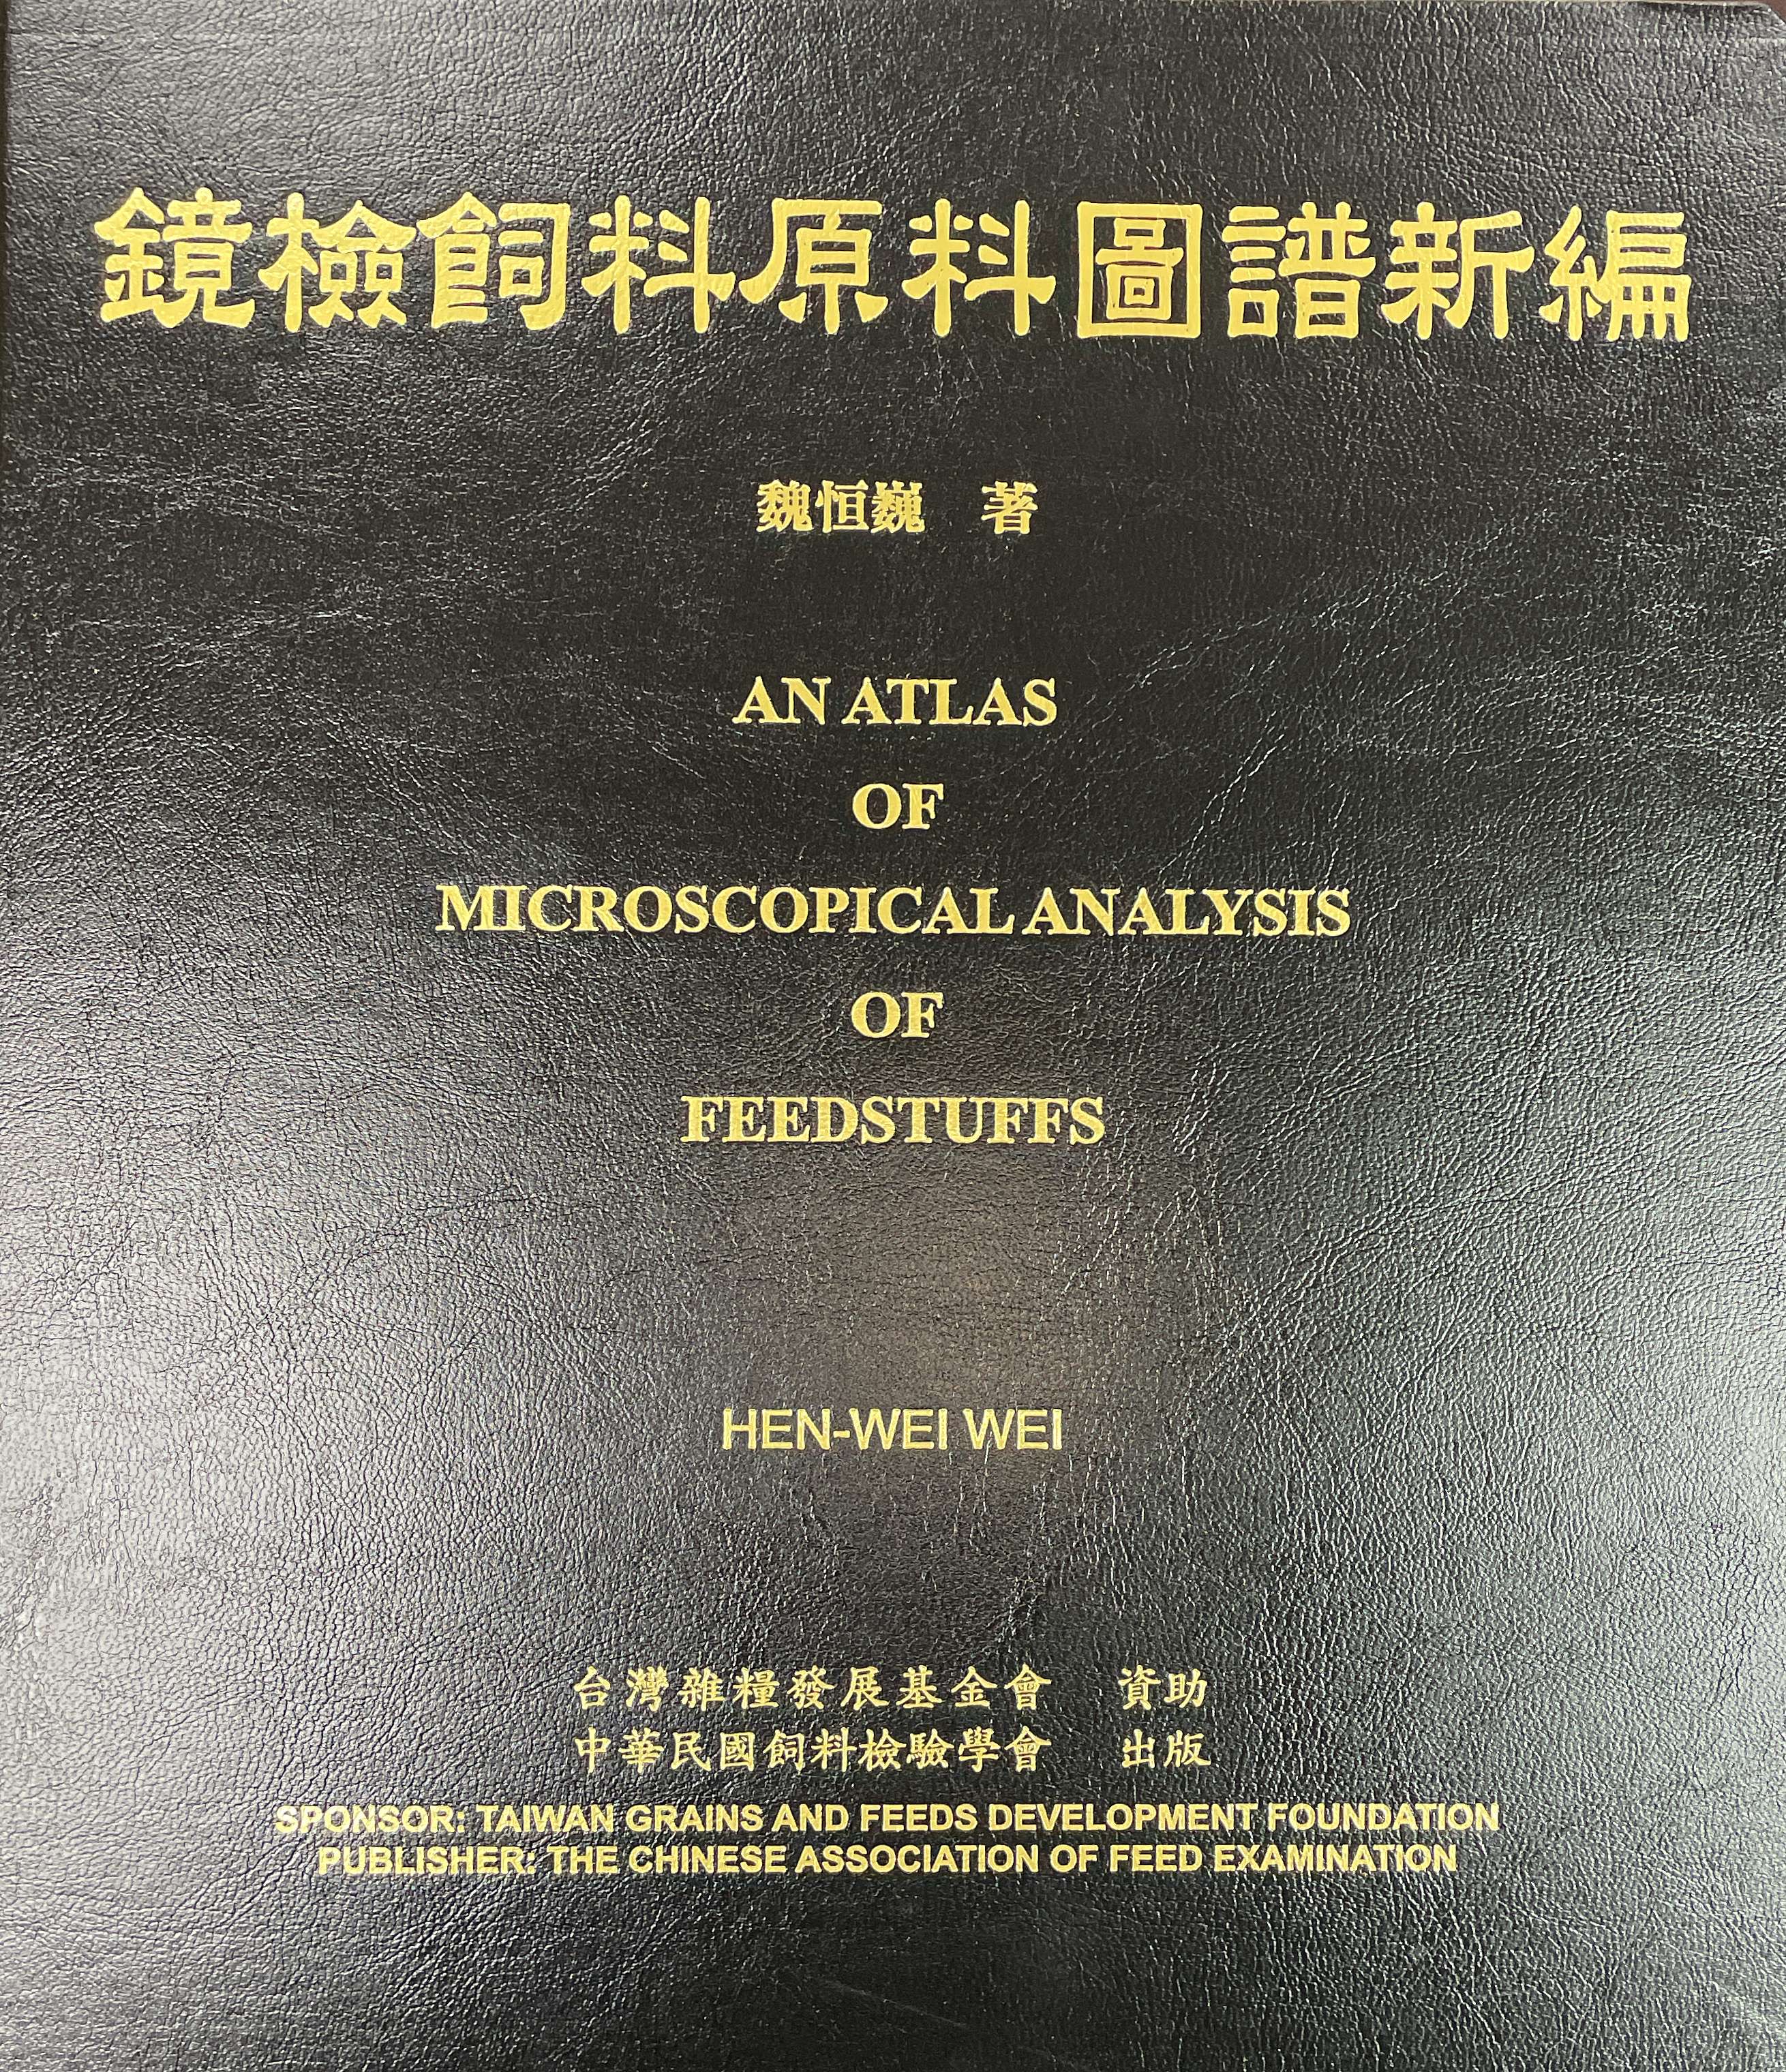 鏡檢飼料原料圖譜新編
魏恒巍 著
AN ATLAS
OF
MICROSCOPICAL ANALYSIS
OF
FEEDSTUFFS
HEN-WEI WEI
台灣雜糧發展基金會 資助
中華民國飼料檢驗學會 出版
SPONSOR: TAIWAN GRAINS AND FEEDS DEVELOPMENT FOUNDATION
PUBLISHER: THE CHINESE ASSOCIATION OF FEED EXAMINATION